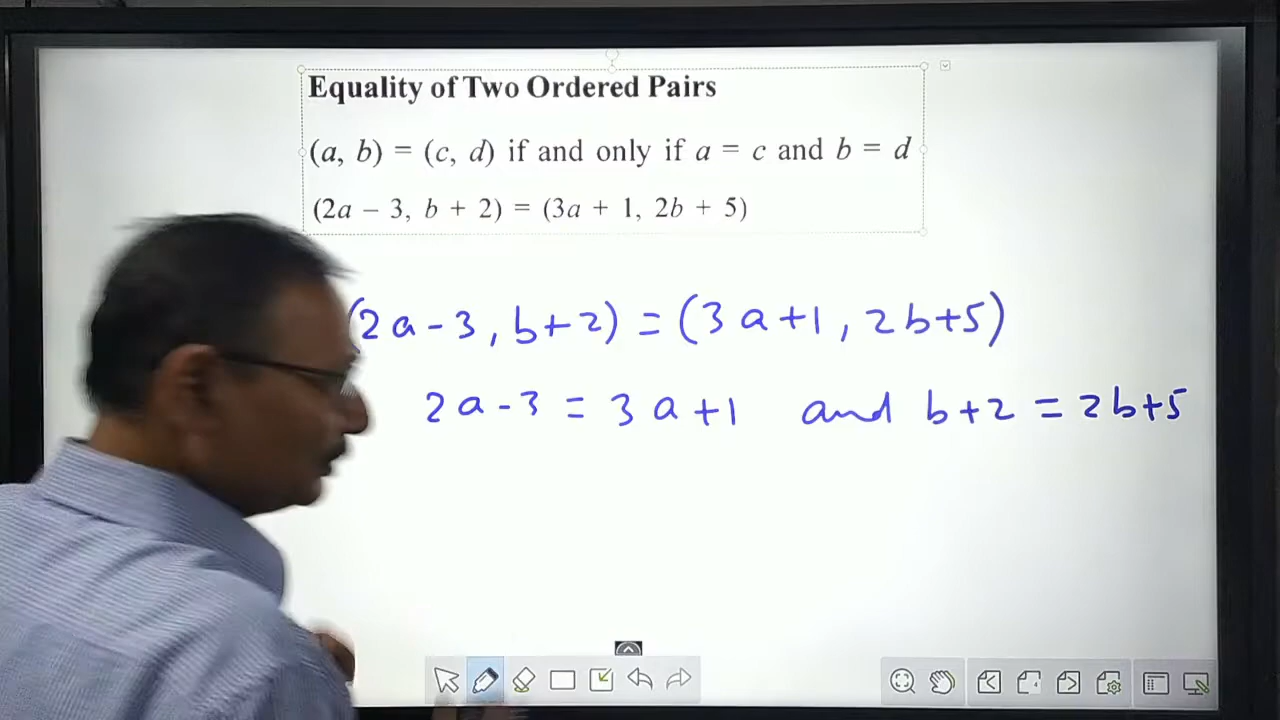 Equality of Two Ordered Pairs
(a, b) = (c, d) if and only if a = c and b = d
(2a − 3, b + 2) = (3a + 1, 2b + 5)
(2a-3, b+2) = (3a+1, 2b+5)
2a-3 = 3a+1 and b+2 = 2b+5